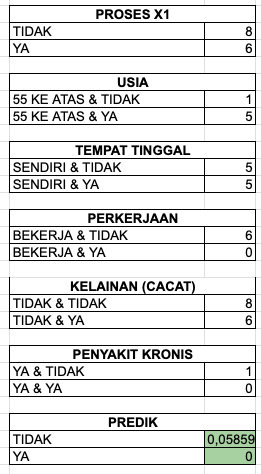 PROSES X1
TIDAK 8
YA 6
USIA
55 KE ATAS & TIDAK 1
55 KE ATAS & YA 5
TEMPAT TINGGAL
SENDIRI & TIDAK 5
SENDIRI & YA 5
PERKERJAAN
BEKERJA & TIDAK 6
BEKERJA & YA 0
KELAINAN (CACAT)
TIDAK & TIDAK 8
TIDAK & YA 6
PENYAKIT KRONIS
YA & TIDAK 1
YA & YA 0
PREDIK
TIDAK 0,05859
YA 0